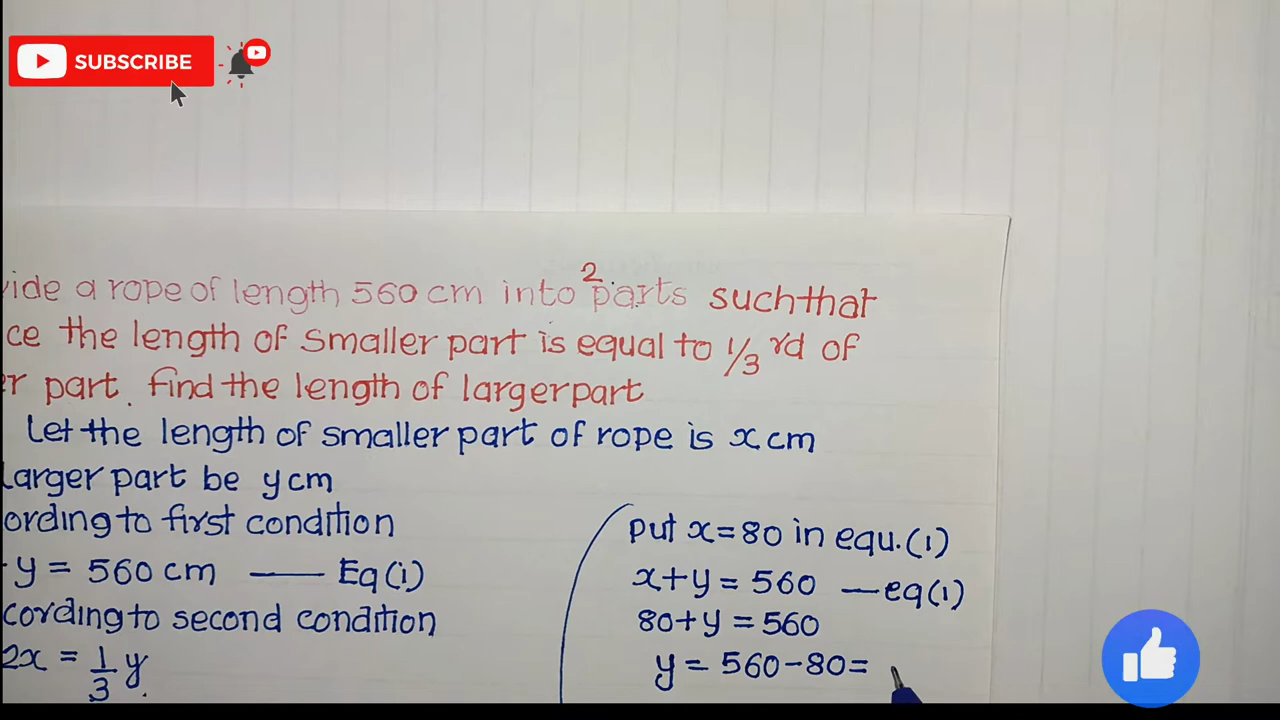 SUBSCRIBE
vide a rope of length 560 cm into 2 parts such that
ce the length of smaller part is equal to 1/3 rd of
er part. find the length of larger part
Let the length of smaller part of rope is x cm
Larger part be y cm
ording to first condition
-y = 560 cm —— Eq(1)
cording to second condition
2x = 1/3 y
put x=80 in equ.(1)
x+y = 560 —eq(1)
80+y = 560
y = 560-80=